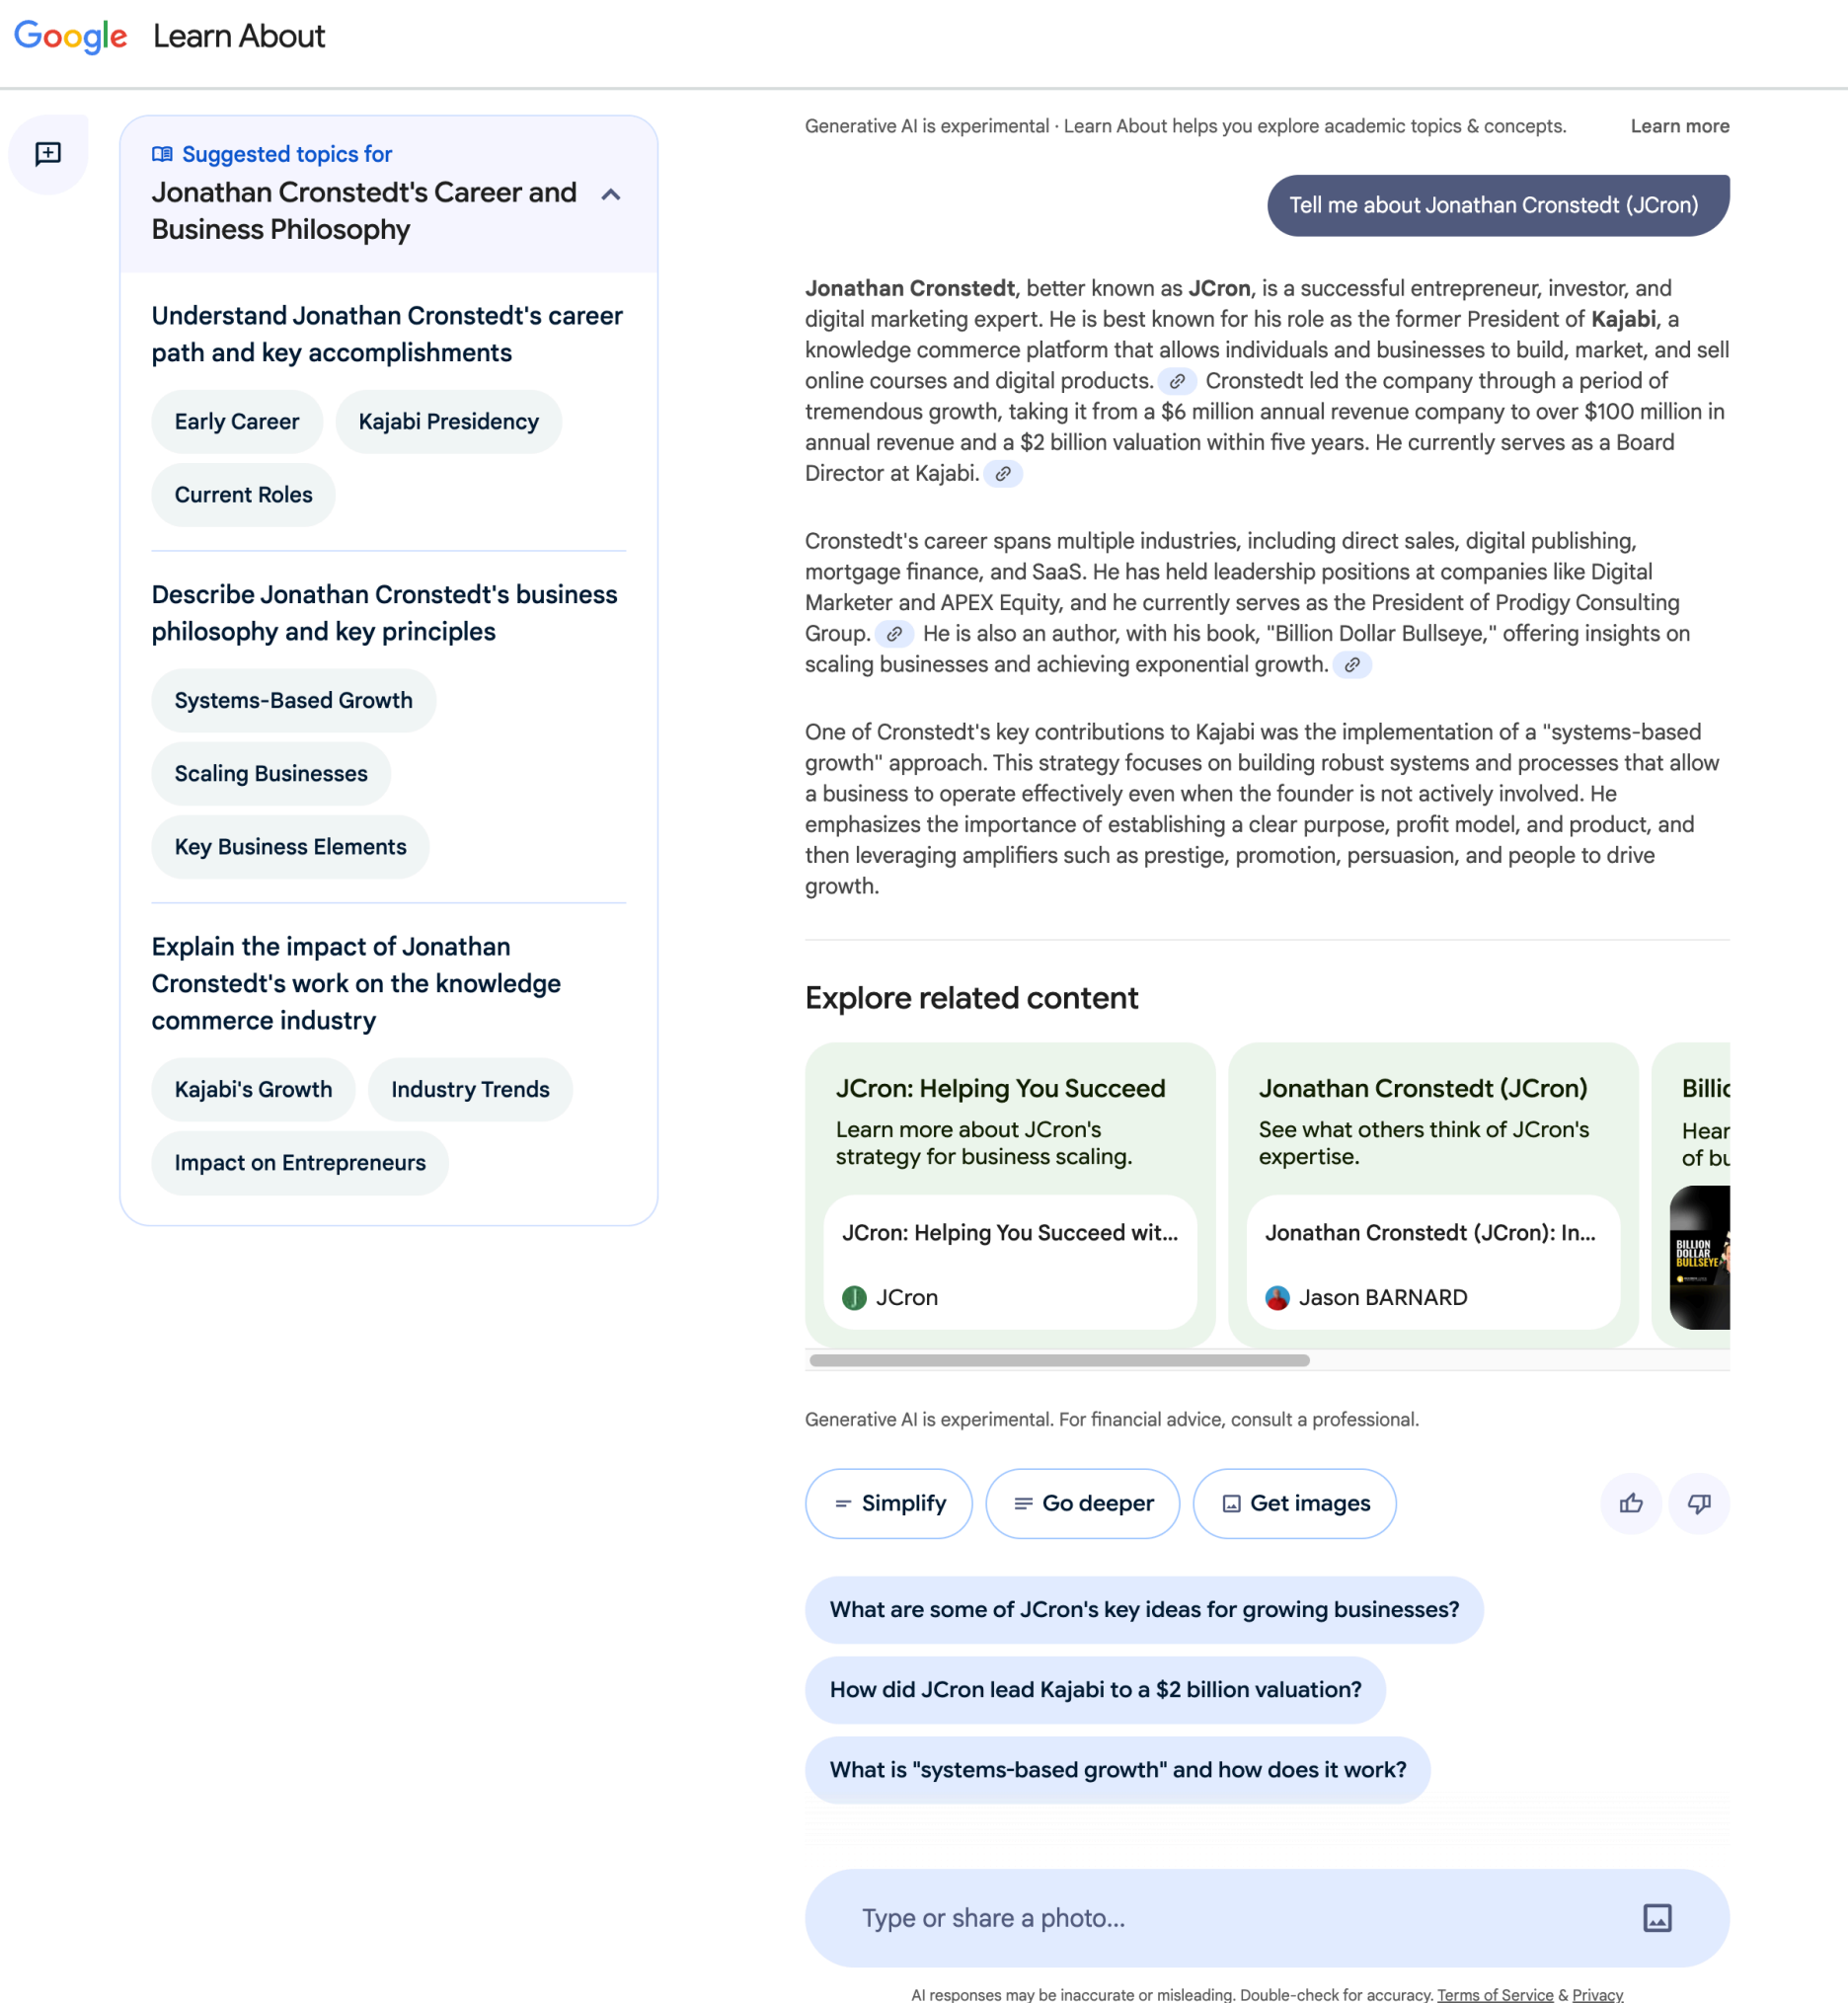 Google Learn About
Suggested topics for
Jonathan Cronstedt's Career and
Business Philosophy
Understand Jonathan Cronstedt's career
path and key accomplishments
Early Career
Kajabi Presidency
Current Roles
Describe Jonathan Cronstedt's business
philosophy and key principles
Systems-Based Growth
Scaling Businesses
Key Business Elements
Explain the impact of Jonathan
Cronstedt's work on the knowledge
commerce industry
Kajabi's Growth
Industry Trends
Impact on Entrepreneurs
Generative AI is experimental · Learn About helps you explore academic topics & concepts. Learn more
Tell me about Jonathan Cronstedt (JCron)
Jonathan Cronstedt, better known as JCron, is a successful entrepreneur, investor, and
digital marketing expert. He is best known for his role as the former President of Kajabi, a
knowledge commerce platform that allows individuals and businesses to build, market, and sell
online courses and digital products. Cronstedt led the company through a period of
tremendous growth, taking it from a $6 million annual revenue company to over $100 million in
annual revenue and a $2 billion valuation within five years. He currently serves as a Board
Director at Kajabi.
Cronstedt's career spans multiple industries, including direct sales, digital publishing,
mortgage finance, and SaaS. He has held leadership positions at companies like Digital
Marketer and APEX Equity, and he currently serves as the President of Prodigy Consulting
Group. He is also an author, with his book, "Billion Dollar Bullseye," offering insights on
scaling businesses and achieving exponential growth.
One of Cronstedt's key contributions to Kajabi was the implementation of a "systems-based
growth" approach. This strategy focuses on building robust systems and processes that allow
a business to operate effectively even when the founder is not actively involved. He
emphasizes the importance of establishing a clear purpose, profit model, and product, and
then leveraging amplifiers such as prestige, promotion, persuasion, and people to drive
growth.
Explore related content
JCron: Helping You Succeed
Learn more about JCron's
strategy for business scaling.
JCron: Helping You Succeed wit...
J JCron
Jonathan Cronstedt (JCron)
See what others think of JCron's
expertise.
Jonathan Cronstedt (JCron): In...
Jason BARNARD
Billic
Hear
of bu
BILLION
DOLLAR
BULLSEYE
Generative AI is experimental. For financial advice, consult a professional.
Simplify
Go deeper
Get images
What are some of JCron's key ideas for growing businesses?
How did JCron lead Kajabi to a $2 billion valuation?
What is "systems-based growth" and how does it work?
Type or share a photo...
AI responses may be inaccurate or misleading. Double-check for accuracy. Terms of Service & Privacy